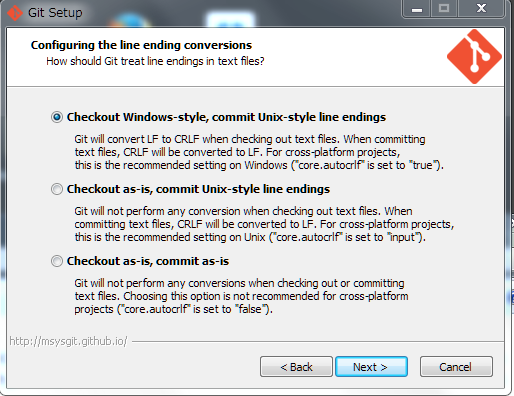 Git Setup
Configuring the line ending conversions
How should Git treat line endings in text files?
Checkout Windows-style, commit Unix-style line endings
Git will convert LF to CRLF when checking out text files. When committing
text files, CRLF will be converted to LF. For cross-platform projects,
this is the recommended setting on Windows ("core.autocrlf" is set to "true").
Checkout as-is, commit Unix-style line endings
Git will not perform any conversion when checking out text files. When
committing text files, CRLF will be converted to LF. For cross-platform projects,
this is the recommended setting on Unix ("core.autocrlf" is set to "input").
Checkout as-is, commit as-is
Git will not perform any conversions when checking out or committing
text files. Choosing this option is not recommended for cross-platform
projects ("core.autocrlf" is set to "false").
http://msysgit.github.io/
< Back
Next >
Cancel